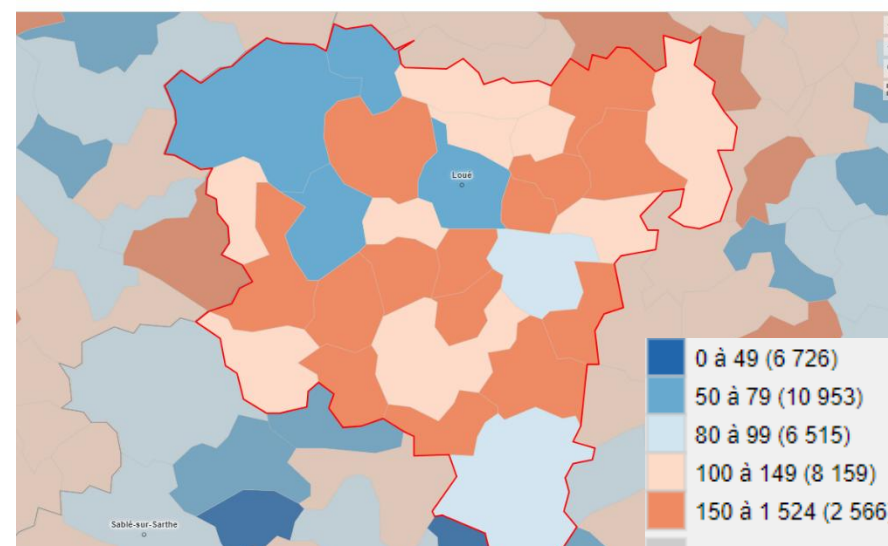 Loué
0 à 49 (6 726)
50 à 79 (10 953)
80 à 99 (6 515)
100 à 149 (8 159)
150 à 1 524 (2 566
Sablé-sur-Sarthe